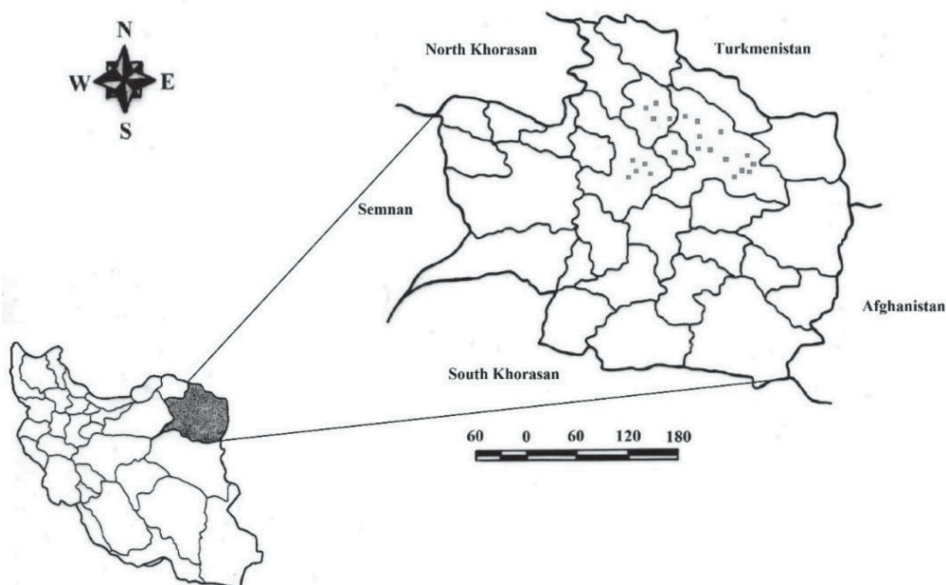 N
W E
S
North Khorasan
Turkmenistan
Semnan
Afghanistan
South Khorasan
60 0 60 120 180